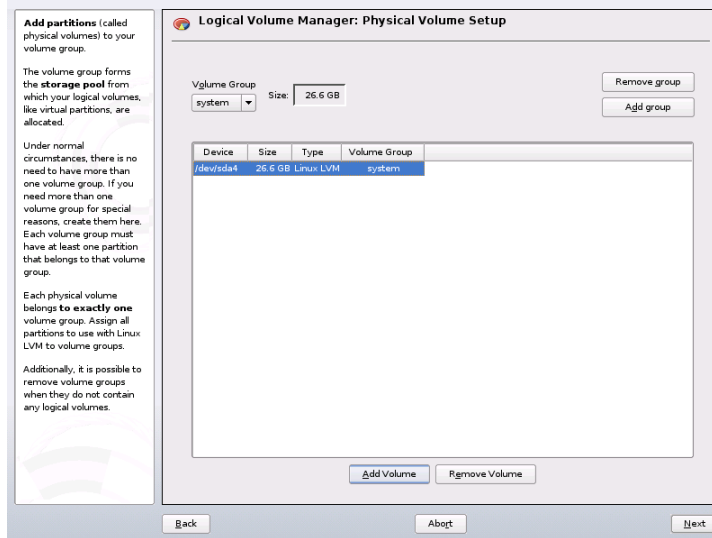 Add partitions (called
physical volumes) to your
volume group.
The volume group forms
the storage pool from
which your logical volumes,
like virtual partitions, are
allocated.
Under normal
circumstances, there is no
need to have more than
one volume group. If you
need more than one
volume group for special
reasons, create them here.
Each volume group must
have at least one partition
that belongs to that volume
group.
Each physical volume
belongs to exactly one
volume group. Assign all
partitions to use with Linux
LVM to volume groups.
Additionally, it is possible to
remove volume groups
when they do not contain
any logical volumes.
Logical Volume Manager: Physical Volume Setup
Volume Group
system
Size: 26.6 GB
Remove group
Add group
Device Size Type Volume Group
/dev/sda4 26.6 GB Linux LVM system
Add Volume Remove Volume
Back Abort Next